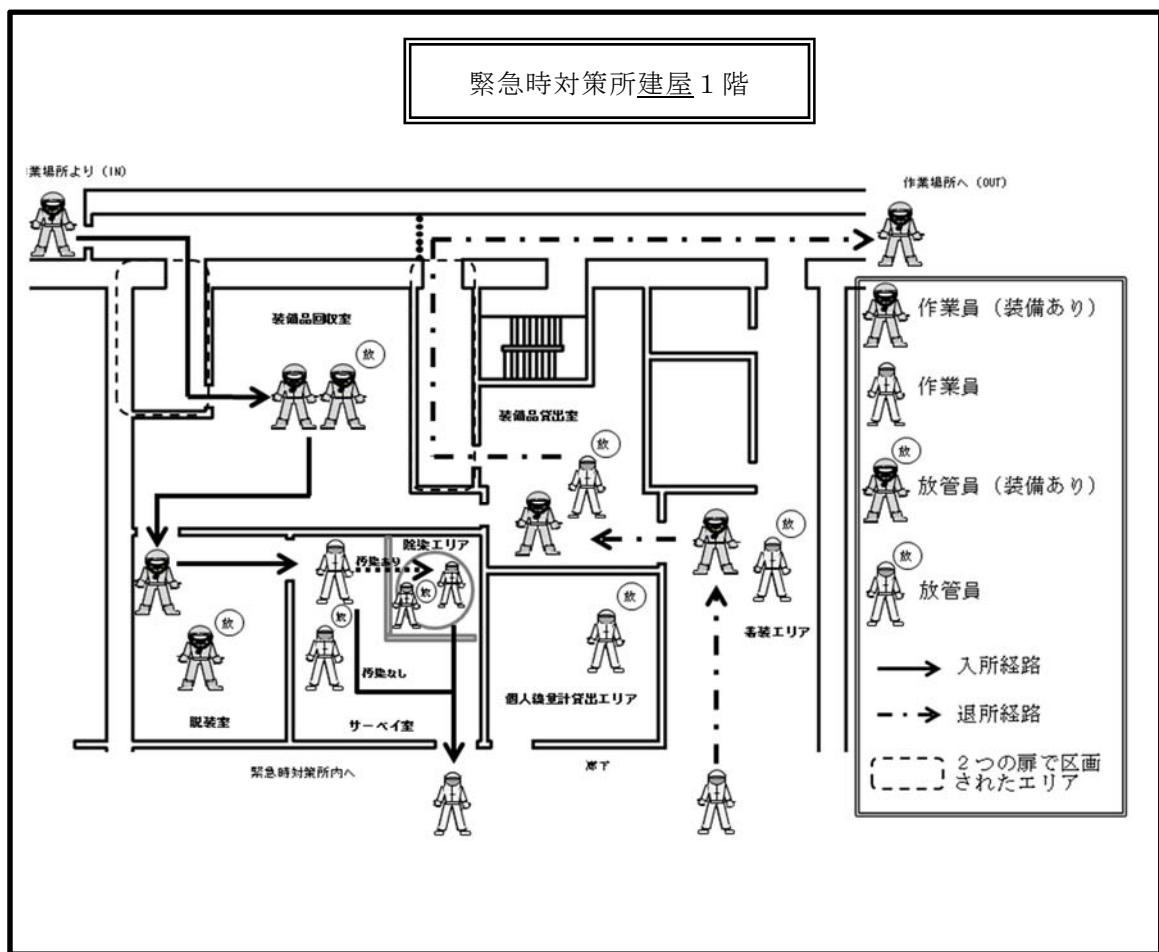 緊急時対策所建屋1階
業場所より（IN）
作業場所へ（OUT）
装備品回収室
放
装備品貸出室
放
放
除染エリア
汚染あり
放
放
放
汚染なし
放
放
着装エリア
脱装室
サーベイ室
個人線量計貸出エリア
緊急時対策所内へ
廊下
作業員（装備あり）
作業員
放
放管員（装備あり）
放
放管員
入所経路
退所経路
2つの扉で区画
されたエリア